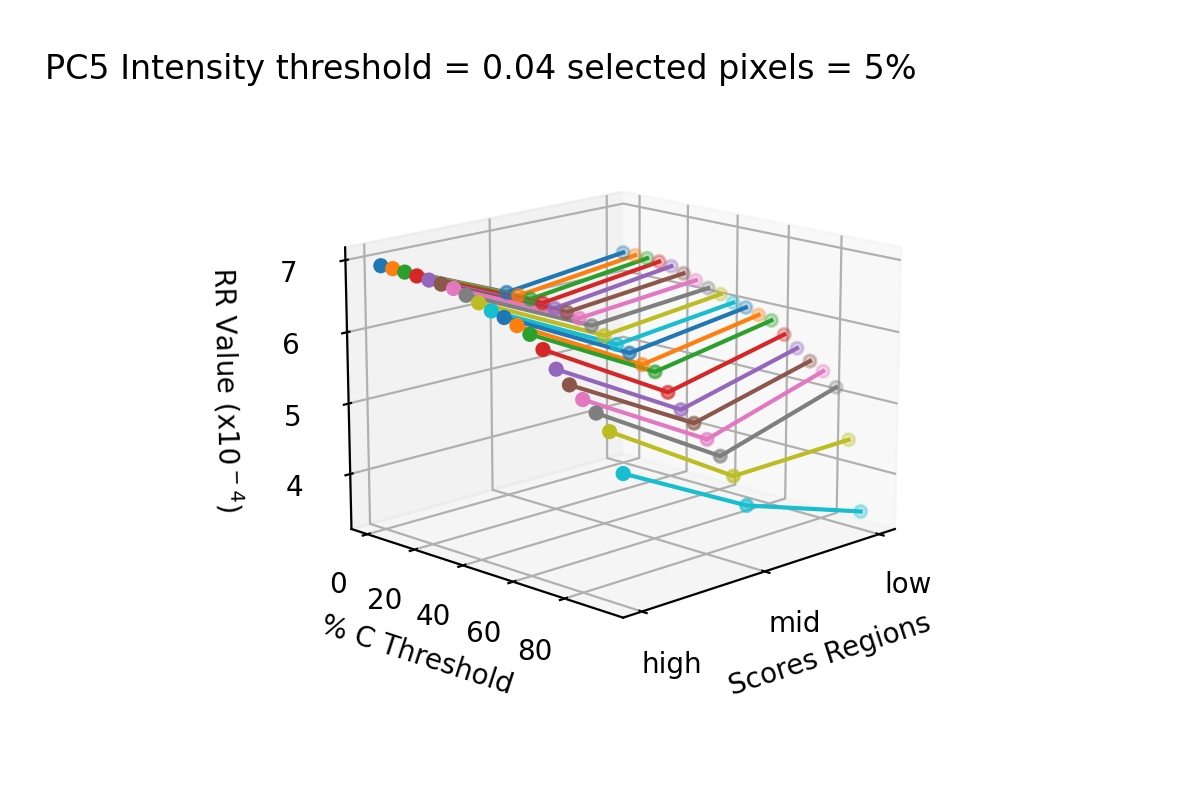 PC5 Intensity threshold = 0.04 selected pixels = 5%
7
6
5
4
RR Value (x10⁻⁴)
0
20
40
60
80
% C Threshold
high
mid
low
Scores Regions